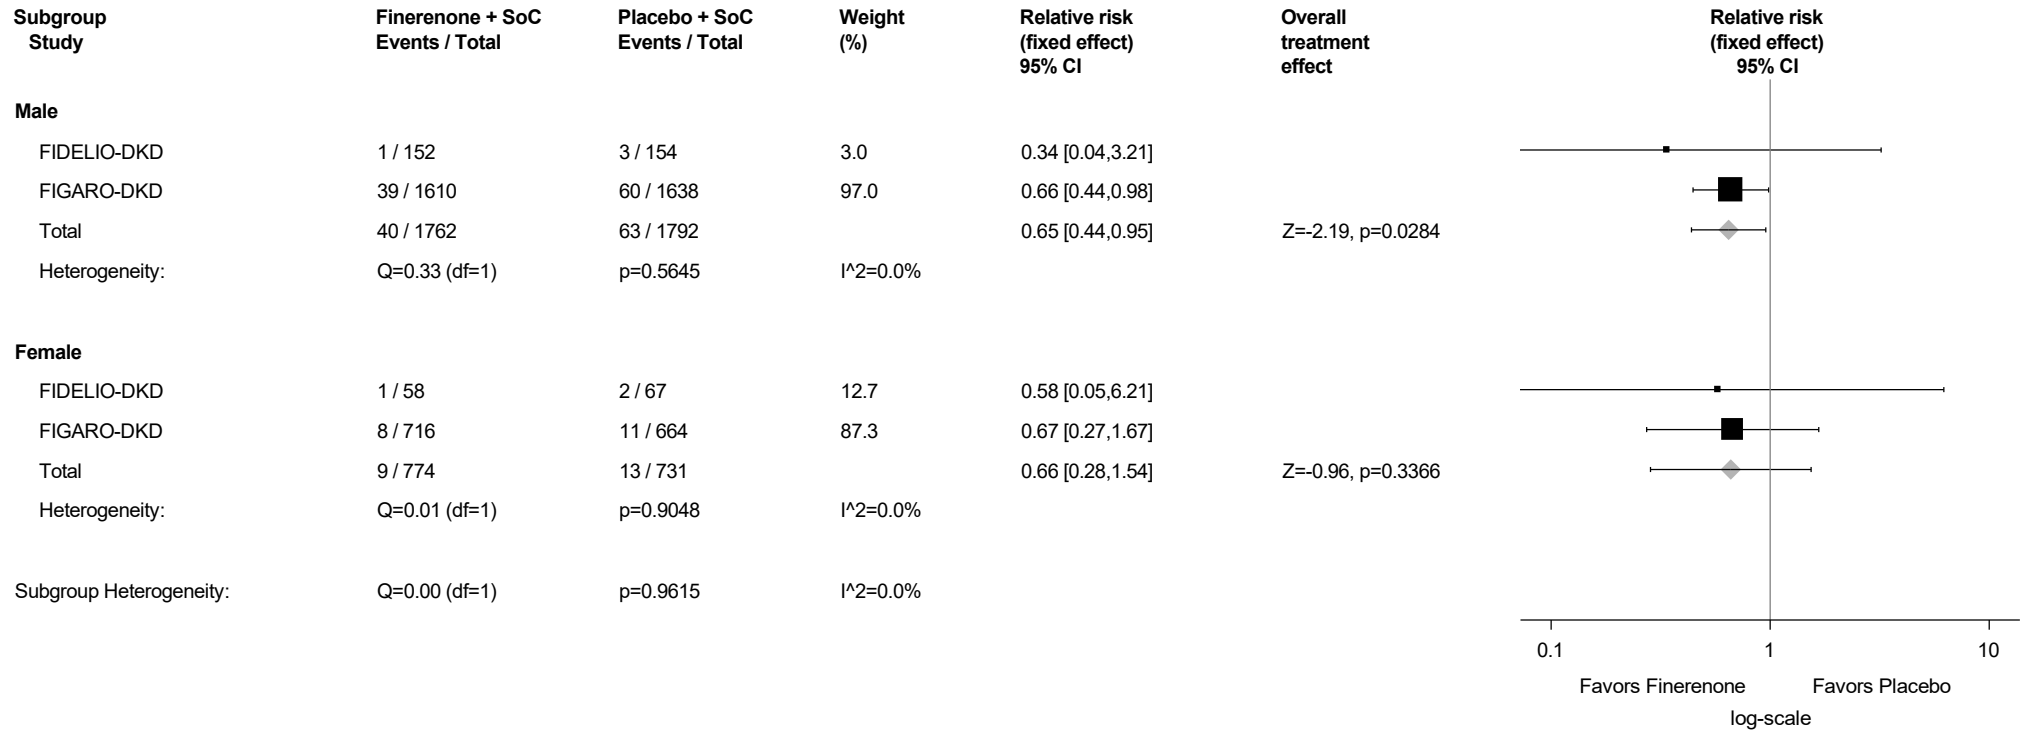 Subgroup Finerenone + SoC Placebo + SoC Weight Relative risk Overall Relative risk
Study Events / Total Events / Total (%) (fixed effect) treatment (fixed effect)
95% CI effect 95% CI
Male
FIDELIO-DKD 1 / 152 3 / 154 3.0 0.34 [0.04,3.21]
FIGARO-DKD 39 / 1610 60 / 1638 97.0 0.66 [0.44,0.98]
Total 40 / 1762 63 / 1792 0.65 [0.44,0.95] Z=-2.19, p=0.0284
Heterogeneity: Q=0.33 (df=1) p=0.5645 I^2=0.0%
Female
FIDELIO-DKD 1 / 58 2 / 67 12.7 0.58 [0.05,6.21]
FIGARO-DKD 8 / 716 11 / 664 87.3 0.67 [0.27,1.67]
Total 9 / 774 13 / 731 0.66 [0.28,1.54] Z=-0.96, p=0.3366
Heterogeneity: Q=0.01 (df=1) p=0.9048 I^2=0.0%
Subgroup Heterogeneity: Q=0.00 (df=1) p=0.9615 I^2=0.0%
0.1 1 10
Favors Finerenone Favors Placebo
log-scale